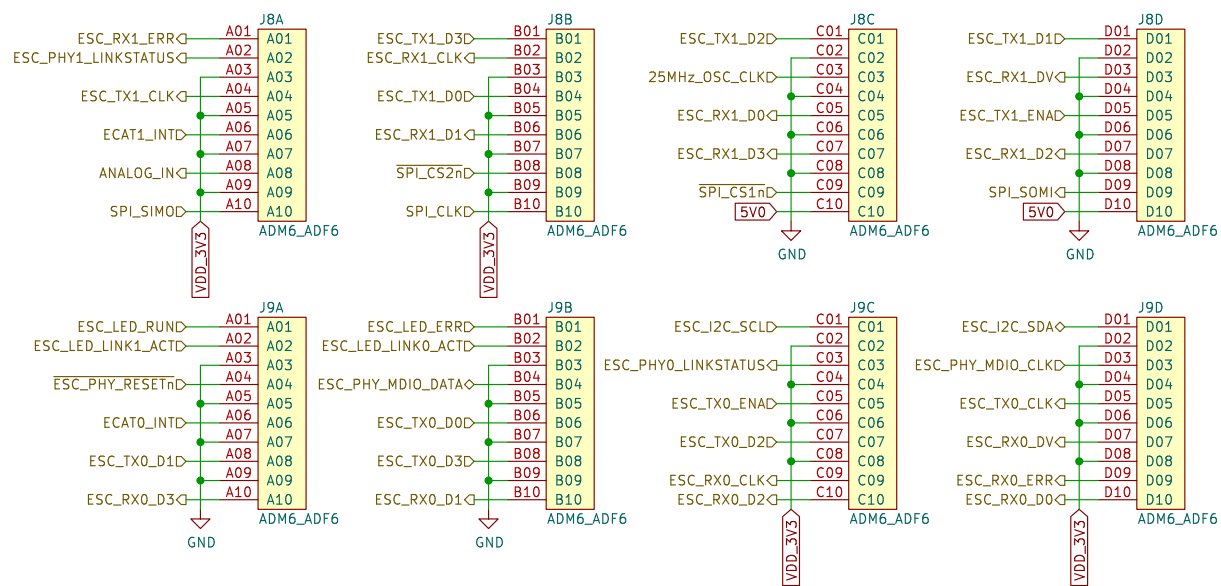 J8A
ESC_RX1_ERR A01 A01
ESC_PHY1_LINKSTATUS A02 A02
A03 A03
ESC_TX1_CLK A04 A04
A05 A05
ECAT1_INT A06 A06
A07 A07
ANALOG_IN A08 A08
A09 A09
SPI_SIMO A10 A10
ADM6_ADF6
VDD_3V3
J8B
ESC_TX1_D3 B01 B01
ESC_RX1_CLK B02 B02
B03 B03
ESC_TX1_D0 B04 B04
B05 B05
ESC_RX1_D1 B06 B06
B07 B07
SPI_CS2n B08 B08
B09 B09
SPI_CLK B10 B10
ADM6_ADF6
VDD_3V3
J8C
ESC_TX1_D2 C01 C01
C02 C02
25MHz_OSC_CLK C03 C03
C04 C04
ESC_RX1_D0 C05 C05
C06 C06
ESC_RX1_D3 C07 C07
C08 C08
SPI_CS1n C09 C09
5V0 C10 C10
ADM6_ADF6
GND
J8D
ESC_TX1_D1 D01 D01
D02 D02
ESC_RX1_DV D03 D03
D04 D04
ESC_TX1_ENA D05 D05
D06 D06
ESC_RX1_D2 D07 D07
D08 D08
SPI_SOMI D09 D09
5V0 D10 D10
ADM6_ADF6
GND
J9A
ESC_LED_RUN A01 A01
ESC_LED_LINK1_ACT A02 A02
A03 A03
ESC_PHY_RESETn A04 A04
A05 A05
ECAT0_INT A06 A06
A07 A07
ESC_TX0_D1 A08 A08
A09 A09
ESC_RX0_D3 A10 A10
ADM6_ADF6
GND
J9B
ESC_LED_ERR B01 B01
ESC_LED_LINK0_ACT B02 B02
B03 B03
ESC_PHY_MDIO_DATA B04 B04
B05 B05
ESC_TX0_D0 B06 B06
B07 B07
ESC_TX0_D3 B08 B08
B09 B09
ESC_RX0_D1 B10 B10
ADM6_ADF6
GND
J9C
ESC_I2C_SCL C01 C01
C02 C02
ESC_PHY0_LINKSTATUS C03 C03
C04 C04
ESC_TX0_ENA C05 C05
C06 C06
ESC_TX0_D2 C07 C07
C08 C08
ESC_RX0_CLK C09 C09
ESC_RX0_D2 C10 C10
ADM6_ADF6
VDD_3V3
J9D
ESC_I2C_SDA D01 D01
D02 D02
ESC_PHY_MDIO_CLK D03 D03
D04 D04
ESC_TX0_CLK D05 D05
D06 D06
ESC_RX0_DV D07 D07
D08 D08
ESC_RX0_ERR D09 D09
ESC_RX0_D0 D10 D10
ADM6_ADF6
VDD_3V3